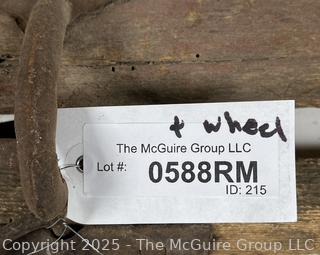 + wheel
The McGuire Group LLC
Lot #: 0588RM
ID: 215
Copyright 2025 - The McGuire Group LLC